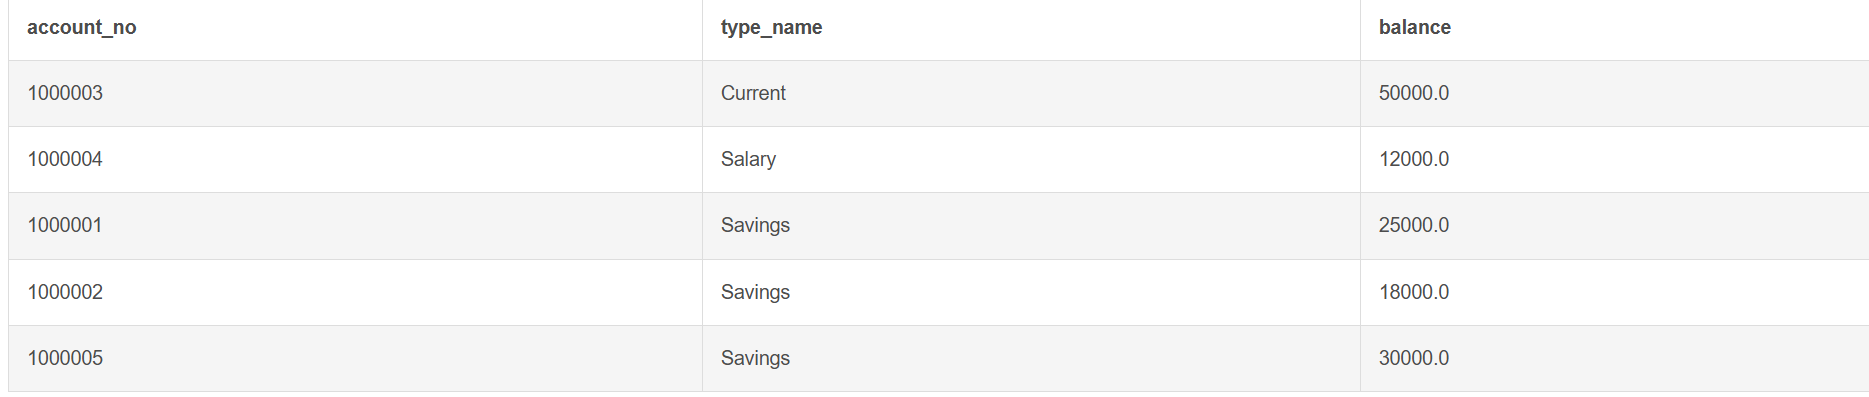 account_no type_name balance
1000003 Current 50000.0
1000004 Salary 12000.0
1000001 Savings 25000.0
1000002 Savings 18000.0
1000005 Savings 30000.0